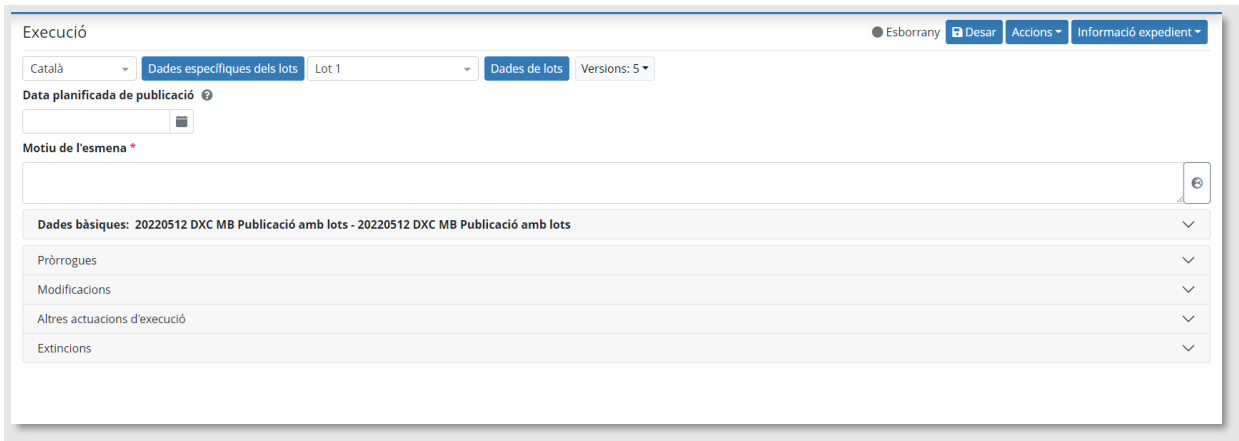 Execució Esborrany Desar Accions Informació expedient
Català Dades específiques dels lots Lot 1 Dades de lots Versions: 5
Data planificada de publicació
Motiu de l'esmena *
Dades bàsiques: 20220512 DXC MB Publicació amb lots - 20220512 DXC MB Publicació amb lots
Pròrrogues
Modificacions
Altres actuacions d'execució
Extincions